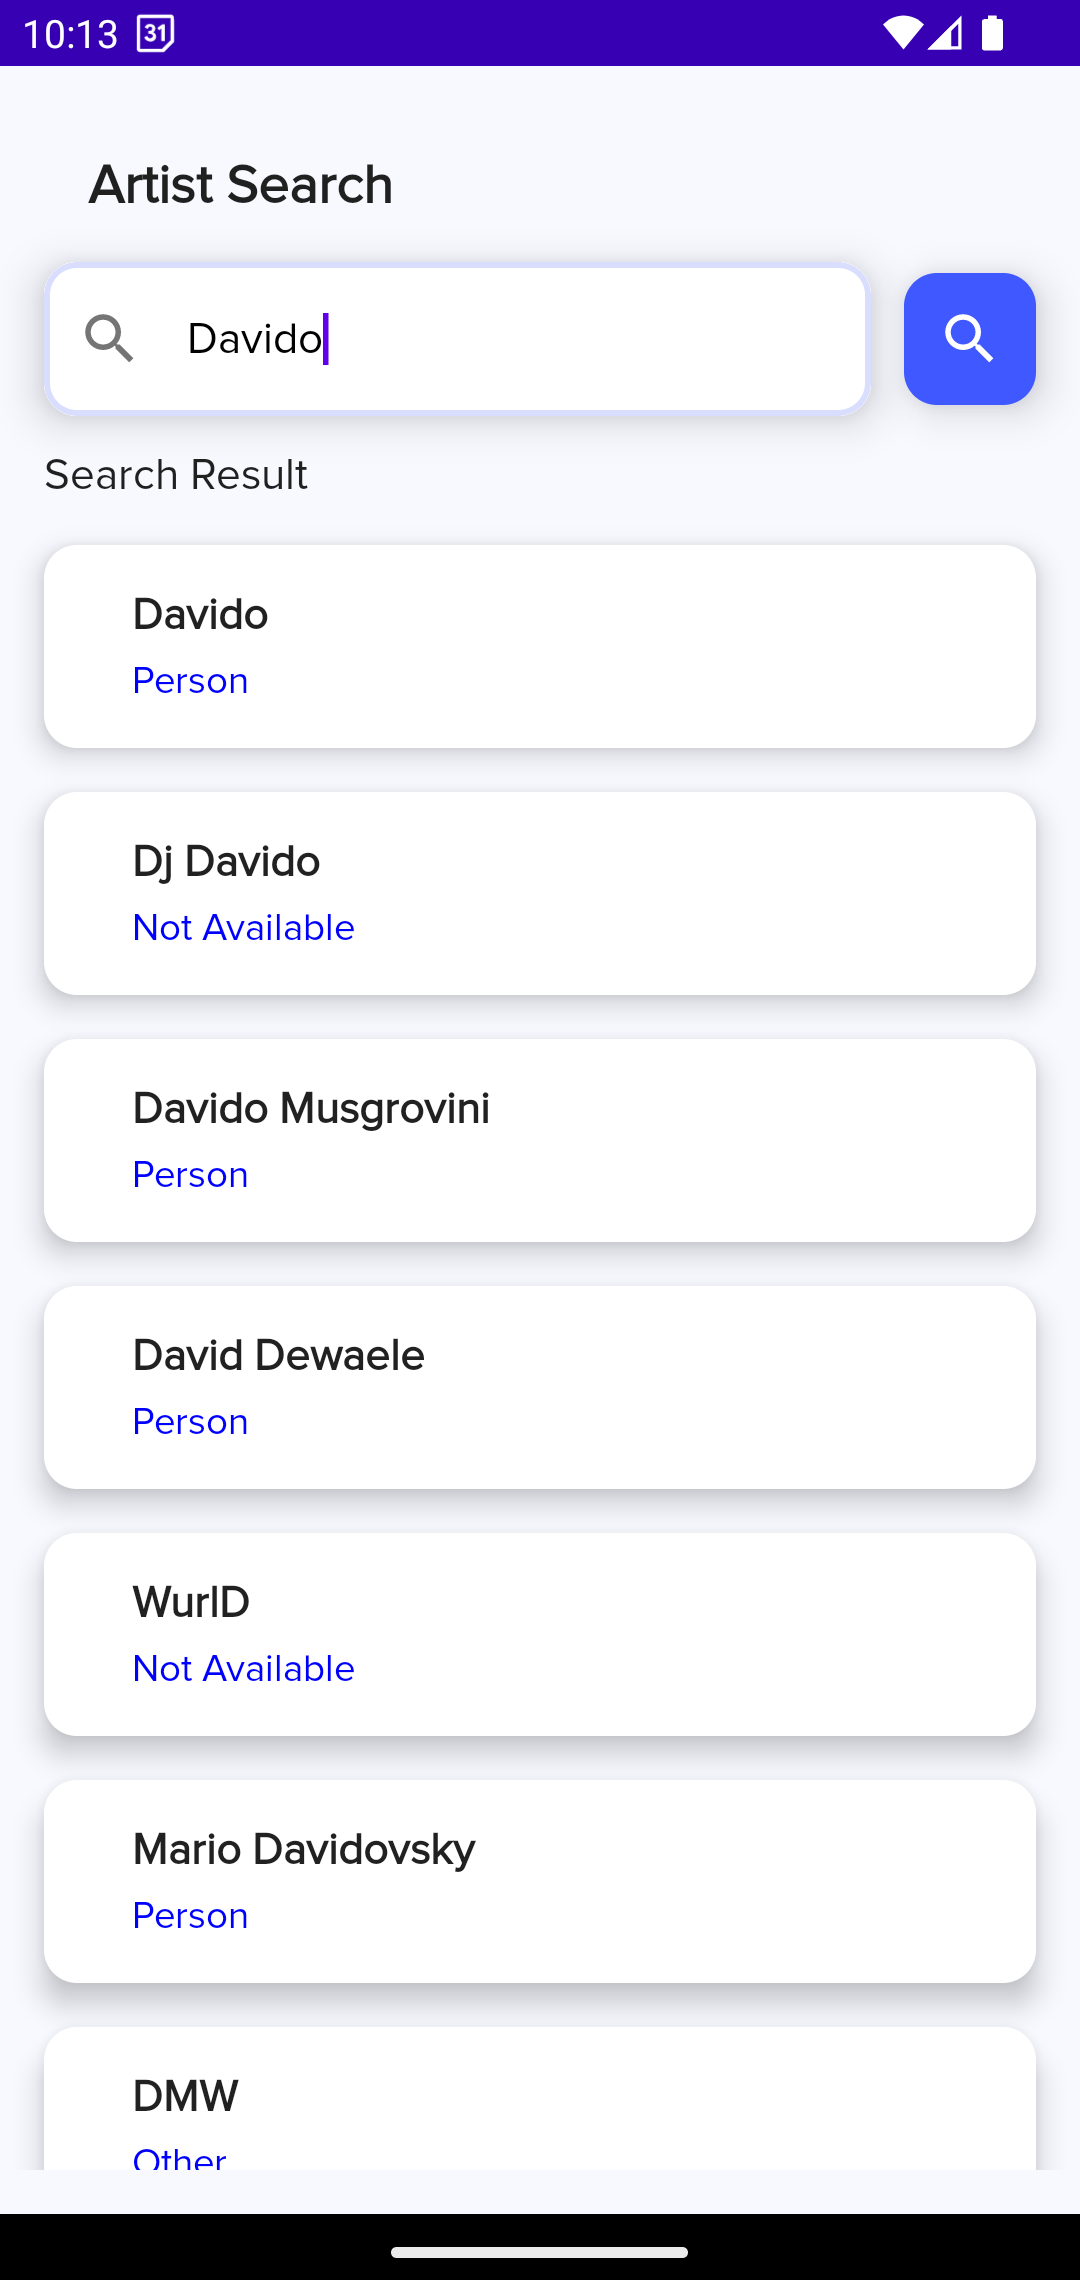 10:13 31
Artist Search
Davido
Search Result
Davido
Person
Dj Davido
Not Available
Davido Musgrovini
Person
David Dewaele
Person
WurlD
Not Available
Mario Davidovsky
Person
DMW
Other